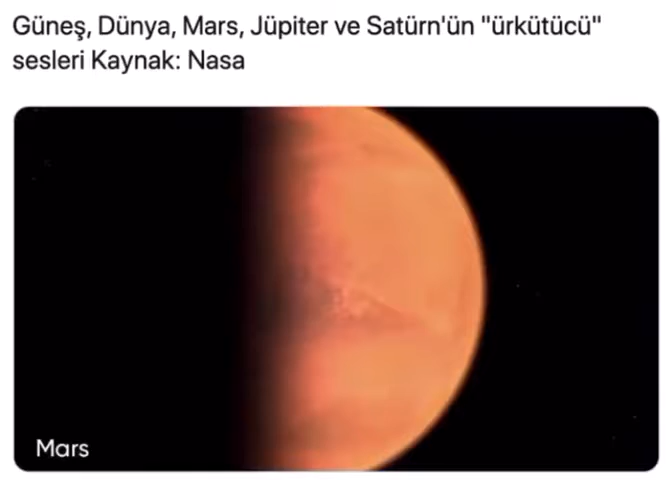 Güneş, Dünya, Mars, Jüpiter ve Satürn'ün "ürkütücü"
sesleri Kaynak: Nasa
Mars